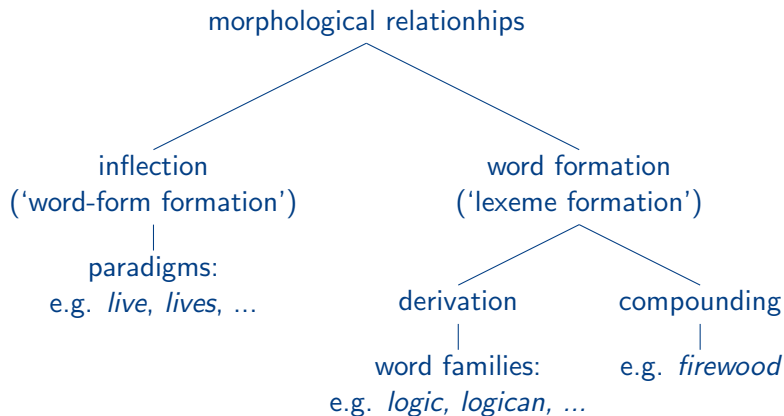 morphological relationships
inflection
(‘word-form formation’)
paradigms:
e.g. live, lives, ...
word formation
(‘lexeme formation’)
derivation
word families:
e.g. logic, logican, ...
compounding
e.g. firewood